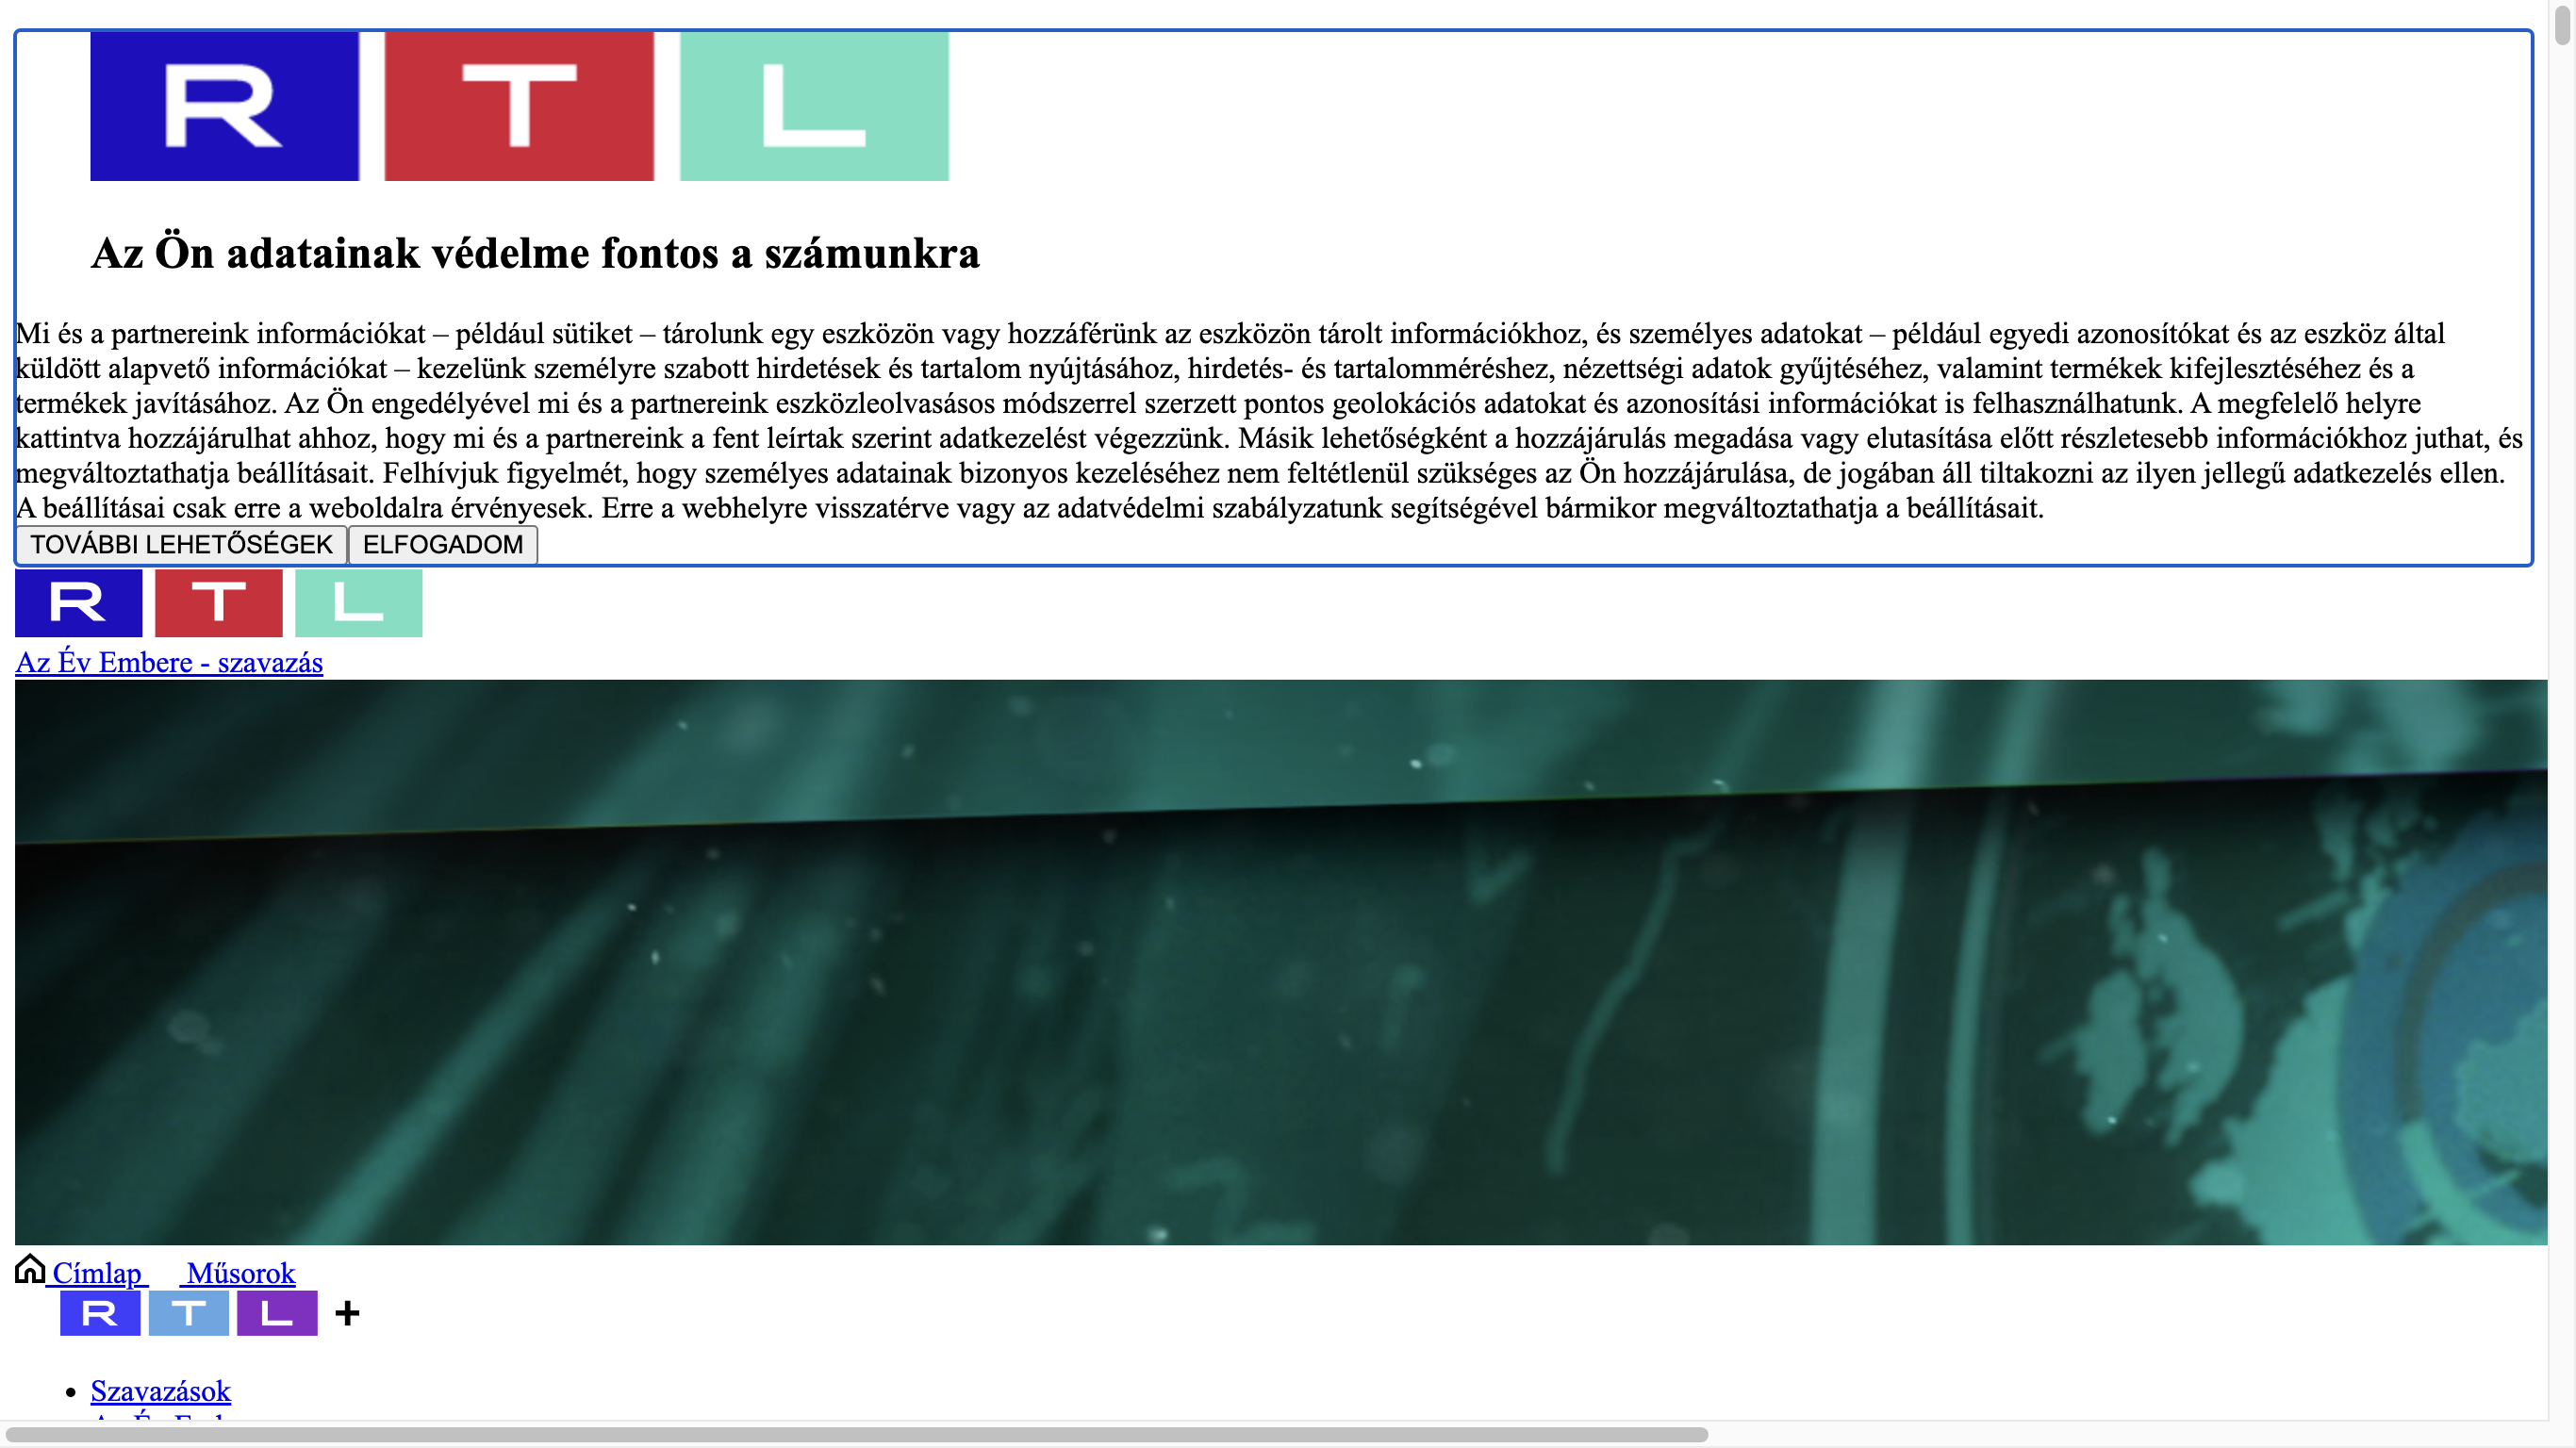 R T L
Az Ön adatainak védelme fontos a számunkra
Mi és a partnereink információkat – például sütiket – tárolunk egy eszközön vagy hozzáférünk az eszközön tárolt információkhoz, és személyes adatokat – például egyedi azonosítókat és az eszköz által
küldött alapvető információkat – kezelünk személyre szabott hirdetések és tartalom nyújtásához, hirdetés- és tartalomméréshez, nézettségi adatok gyűjtéséhez, valamint termékek kifejlesztéséhez és a
termékek javításához. Az Ön engedélyével mi és a partnereink eszközleolvasásos módszerrel szerzett pontos geolokációs adatokat és azonosítási információkat is felhasználhatunk. A megfelelő helyre
kattintva hozzájárulhat ahhoz, hogy mi és a partnereink a fent leírtak szerint adatkezelést végezzünk. Másik lehetőségként a hozzájárulás megadása vagy elutasítása előtt részletesebb információkhoz juthat, és
megváltoztathatja beállításait. Felhívjuk figyelmét, hogy személyes adatainak bizonyos kezeléséhez nem feltétlenül szükséges az Ön hozzájárulása, de jogában áll tiltakozni az ilyen jellegű adatkezelés ellen.
A beállításai csak erre a weboldalra érvényesek. Erre a webhelyre visszatérve vagy az adatvédelmi szabályzatunk segítségével bármikor megváltoztathatja a beállításait.
TOVÁBBI LEHETŐSÉGEK ELFOGADOM
R T L
Az Év Embere - szavazás
Címlap Műsorok
R T L +
Szavazások